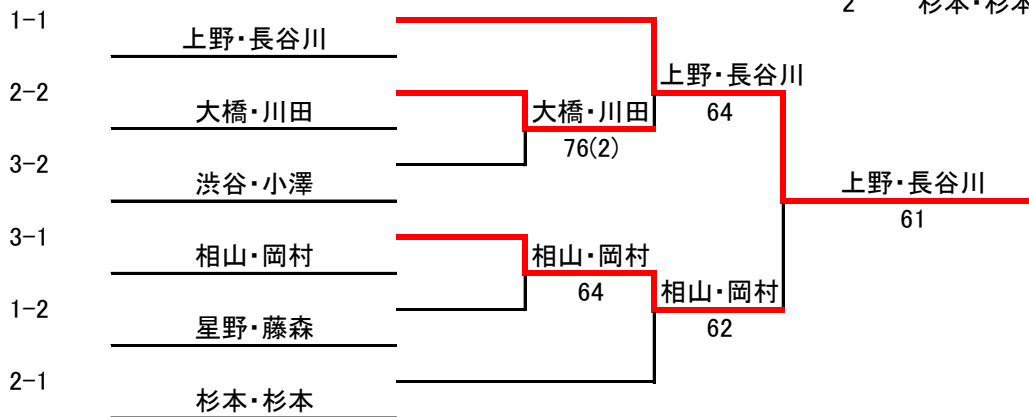 2 杉本・杉本
1-1
上野・長谷川
2-2
大橋・川田
3-2
渋谷・小澤
3-1
相山・岡村
1-2
星野・藤森
2-1
杉本・杉本
大橋・川田
76(2)
相山・岡村
64
上野・長谷川
64
相山・岡村
62
上野・長谷川
61